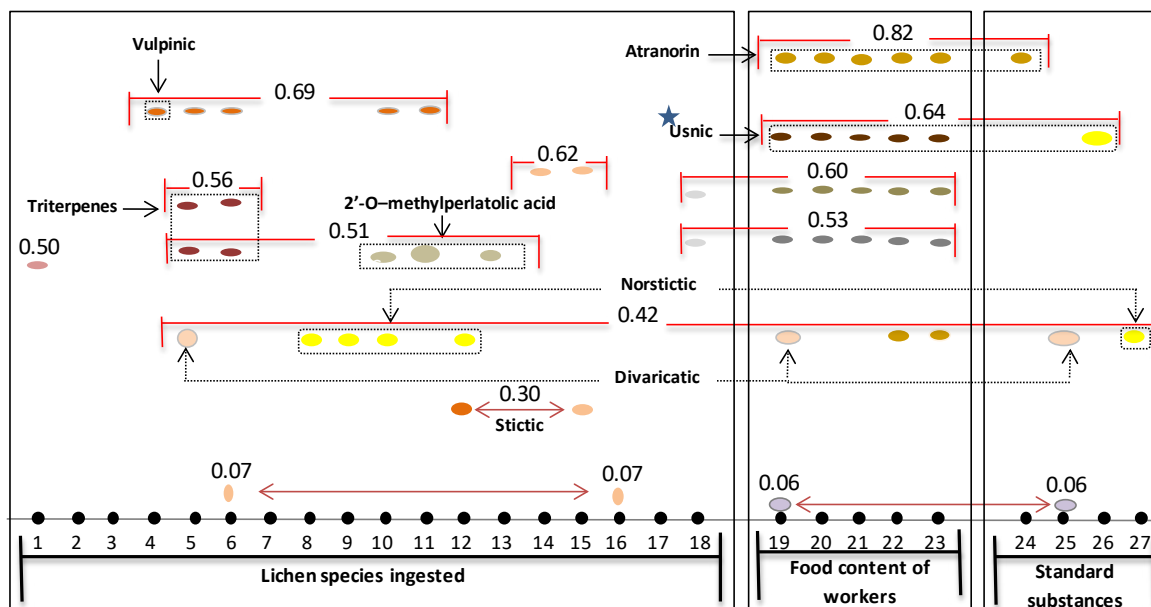 Vulpinic
Atranorin
0.82
0.69
Usnic
0.64
0.62
0.60
0.56
Triterpenes
2’-O–methylperlatolic acid
0.51
0.53
0.50
Norstictic
0.42
Divaricatic
0.30
Stictic
0.07
0.07
0.06
0.06
1 2 3 4 5 6 7 8 9 10 11 12 13 14 15 16 17 18 19 20 21 22 23 24 25 26 27
Lichen species ingested
Food content of
workers
Standard
substances